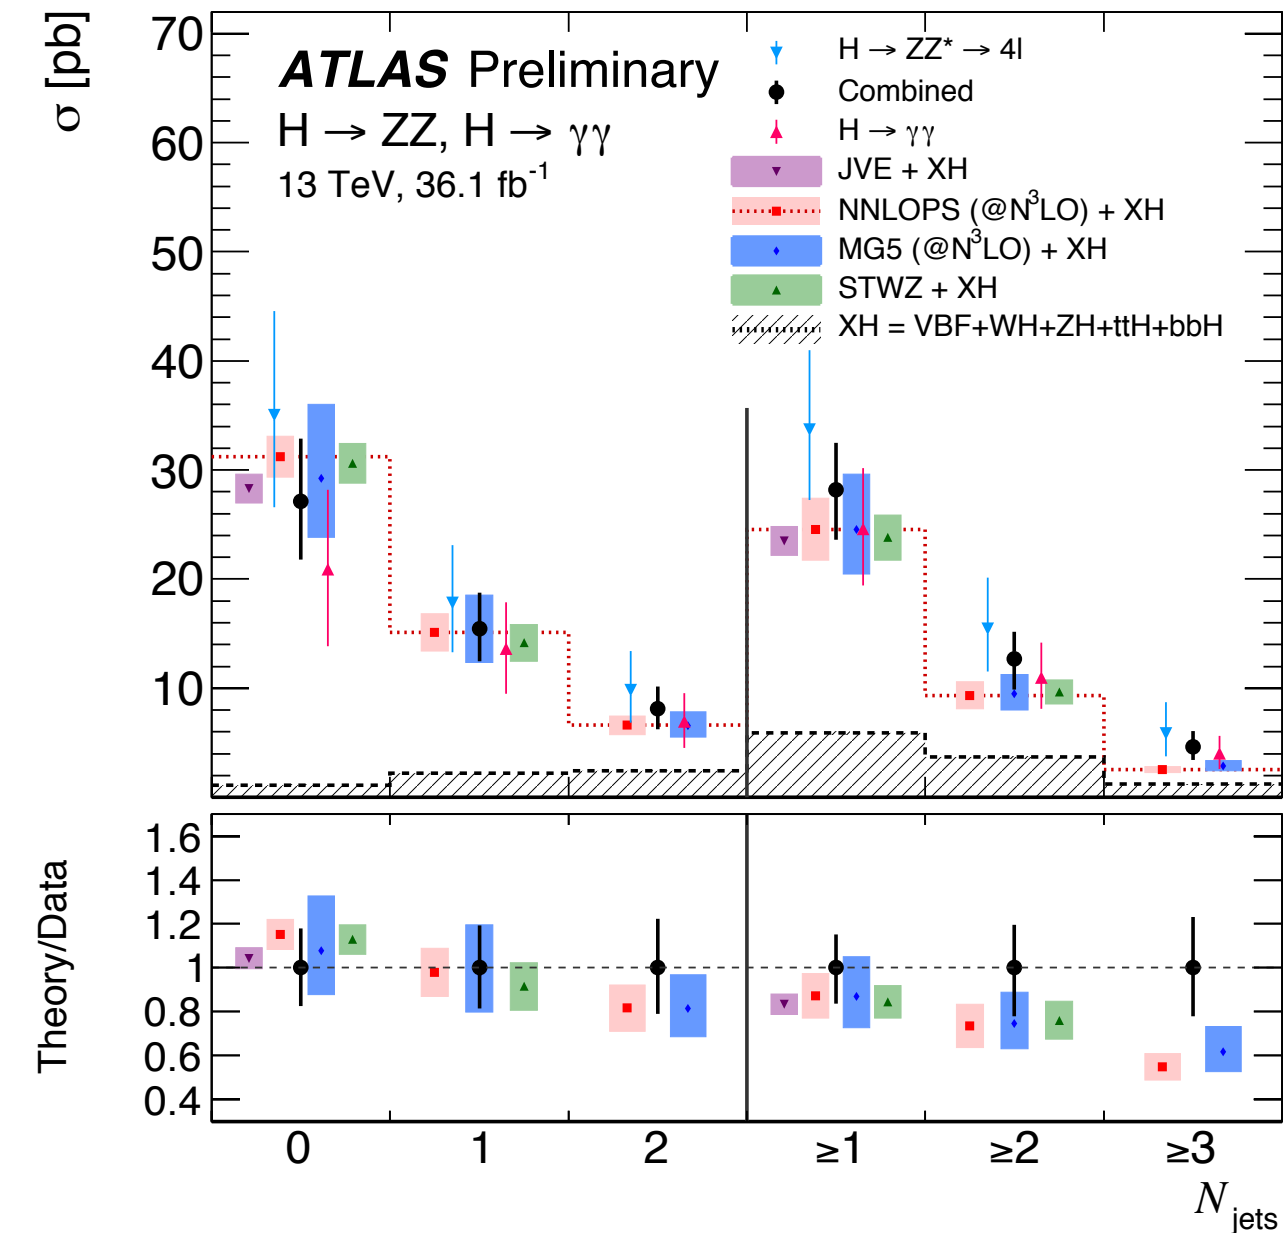 σ [pb]
70
60
50
40
30
20
10
ATLAS Preliminary
H → ZZ, H → γγ
13 TeV, 36.1 fb⁻¹
H → ZZ* → 4l
Combined
H → γγ
JVE + XH
NNLOPS (@N³LO) + XH
MG5 (@N³LO) + XH
STWZ + XH
XH = VBF+WH+ZH+ttH+bbH
Theory/Data
1.6
1.4
1.2
1
0.8
0.6
0.4
0 1 2 ≥1 ≥2 ≥3
N jets